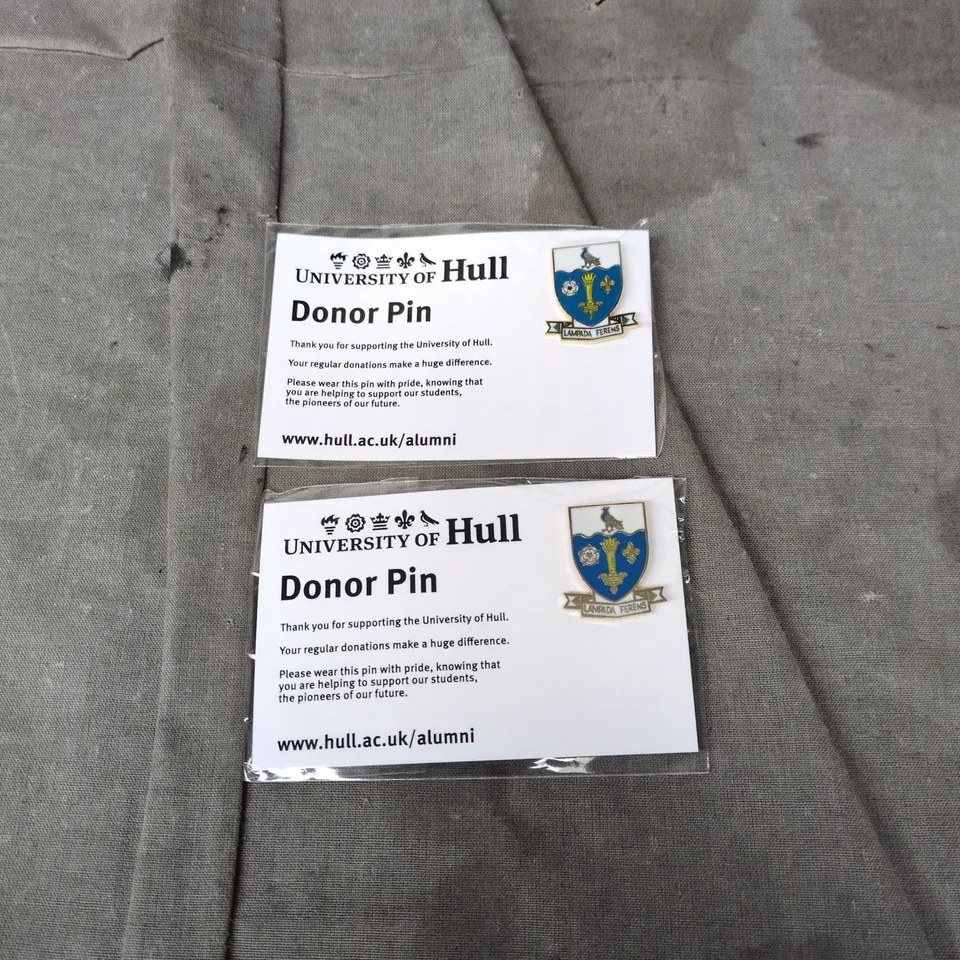 UNIVERSITY OF Hull
Donor Pin
Thank you for supporting the University of Hull.
Your regular donations make a huge difference.
Please wear this pin with pride, knowing that
you are helping to support our students,
the pioneers of our future.
www.hull.ac.uk/alumni
LAMPADA FERENS
UNIVERSITY OF Hull
Donor Pin
Thank you for supporting the University of Hull.
Your regular donations make a huge difference.
Please wear this pin with pride, knowing that
you are helping to support our students,
the pioneers of our future.
www.hull.ac.uk/alumni
LAMPADA FERENS